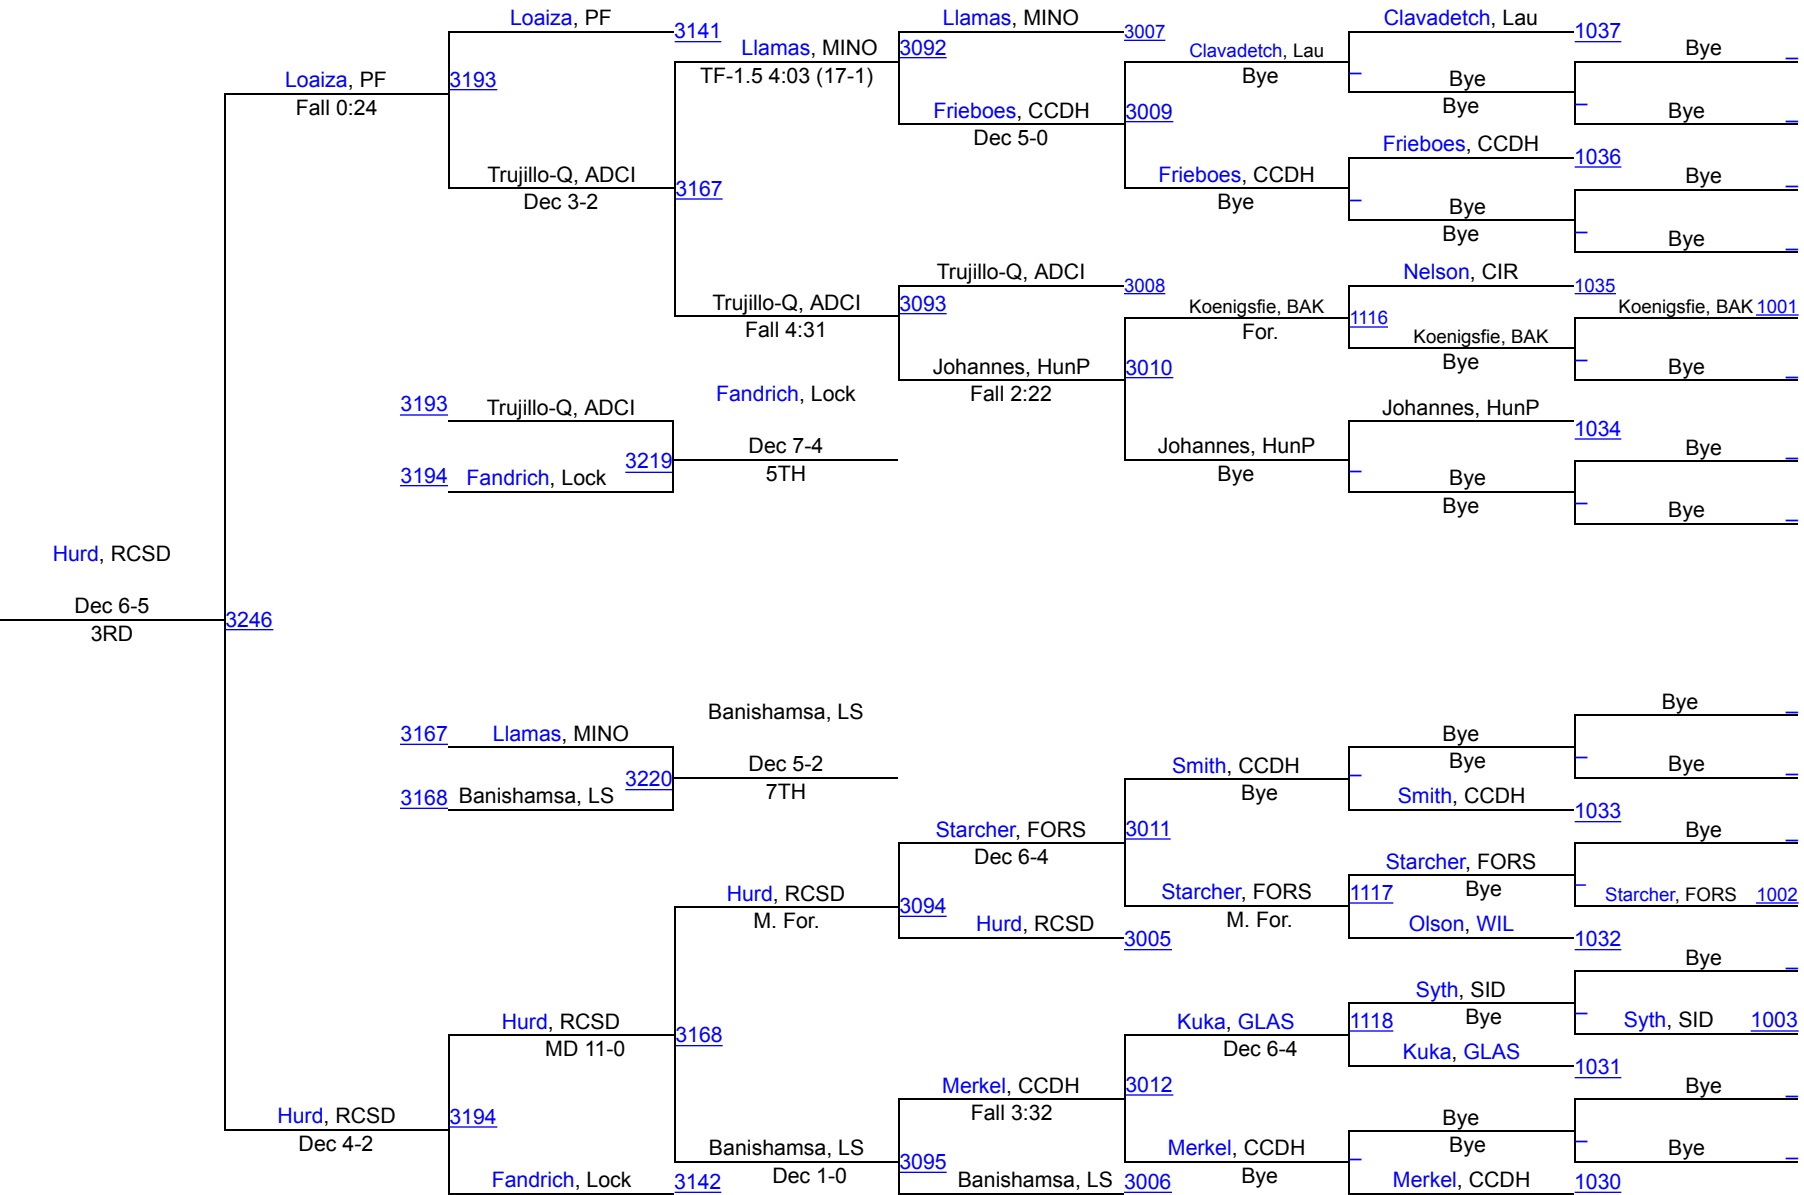 Loaiza, PF
3141
Llamas, MINO
3007
Clavadetch, Lau
1037
Bye
_
Llamas, MINO
3092
Clavadetch, Lau
TF-1.5 4:03 (17-1)
Bye
_
Bye
Loaiza, PF
3193
Fall 0:24
Frieboes, CCDH
3009
Bye
_
Bye
_
Dec 5-0
Frieboes, CCDH
1036
Trujillo-Q, ADCI
3167
Frieboes, CCDH
Bye
_
Dec 3-2
Bye
_
Bye
Bye
_
Bye
_
Trujillo-Q, ADCI
3008
Nelson, CIR
1035
Trujillo-Q, ADCI
3093
Koenigsfie, BAK
1116
Koenigsfie, BAK 1001
Fall 4:31
For.
Koenigsfie, BAK
Bye
_
Johannes, HunP
3010
Bye
_
Fandrich, Lock
Fall 2:22
3193
Trujillo-Q, ADCI
Johannes, HunP
1034
Dec 7-4
Johannes, HunP
Bye
_
3219
5TH
Bye
_
Bye
3194
Fandrich, Lock
Bye
_
Bye
_
Hurd, RCSD
Dec 6-5
3246
3RD
Banishamsa, LS
Bye
_
3167
Llamas, MINO
Bye
Dec 5-2
Smith, CCDH
_
Bye
_
Bye
_
3220
7TH
Bye
3168
Banishamsa, LS
Smith, CCDH
1033
Starcher, FORS
3011
Bye
_
Dec 6-4
Starcher, FORS
Hurd, RCSD
3094
Starcher, FORS
1117
Bye
_
Starcher, FORS 1002
M. For.
M. For.
Hurd, RCSD
3005
Olson, WIL
1032
Bye
_
Syth, SID
Hurd, RCSD
3168
Kuka, GLAS
1118
Bye
_
Syth, SID 1003
MD 11-0
Dec 6-4
Kuka, GLAS
1031
Merkel, CCDH
3012
Bye
_
Hurd, RCSD
3194
Fall 3:32
Bye
Dec 4-2
Banishamsa, LS
3095
Merkel, CCDH
_
Bye
_
Bye
_
Fandrich, Lock
3142
Dec 1-0
Banishamsa, LS 3006
Bye
Merkel, CCDH
1030